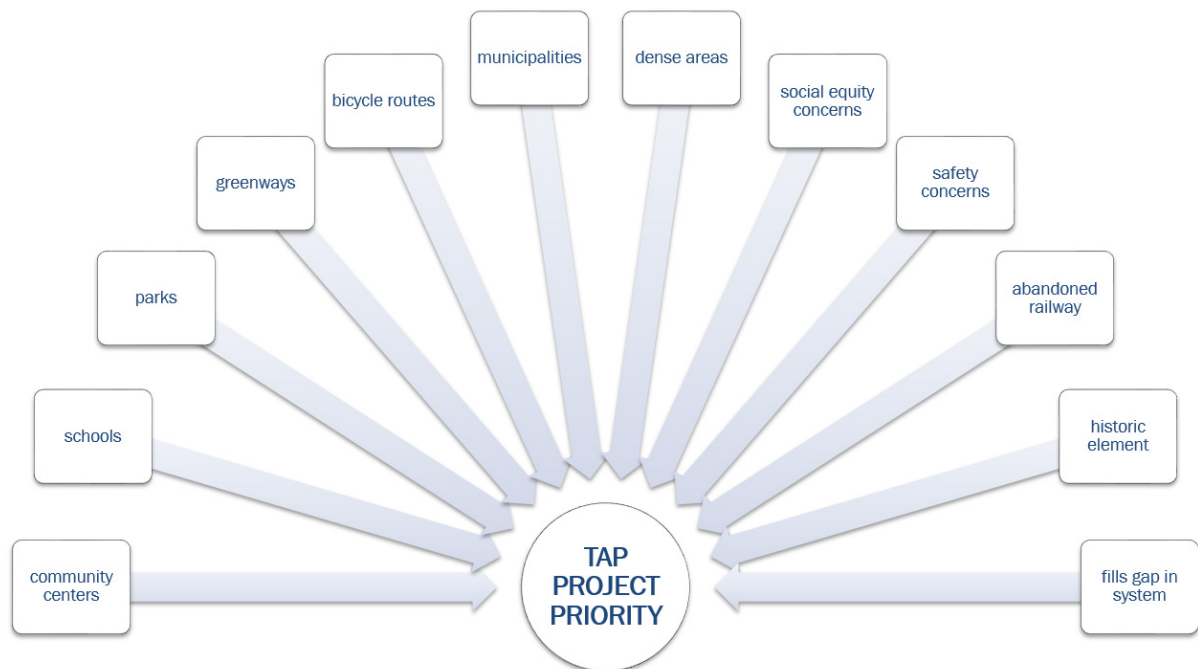 community
centers
schools
parks
greenways
bicycle routes
municipalities
dense areas
social equity
concerns
safety
concerns
abandoned
railway
historic
element
fills gap in
system
TAP
PROJECT
PRIORITY